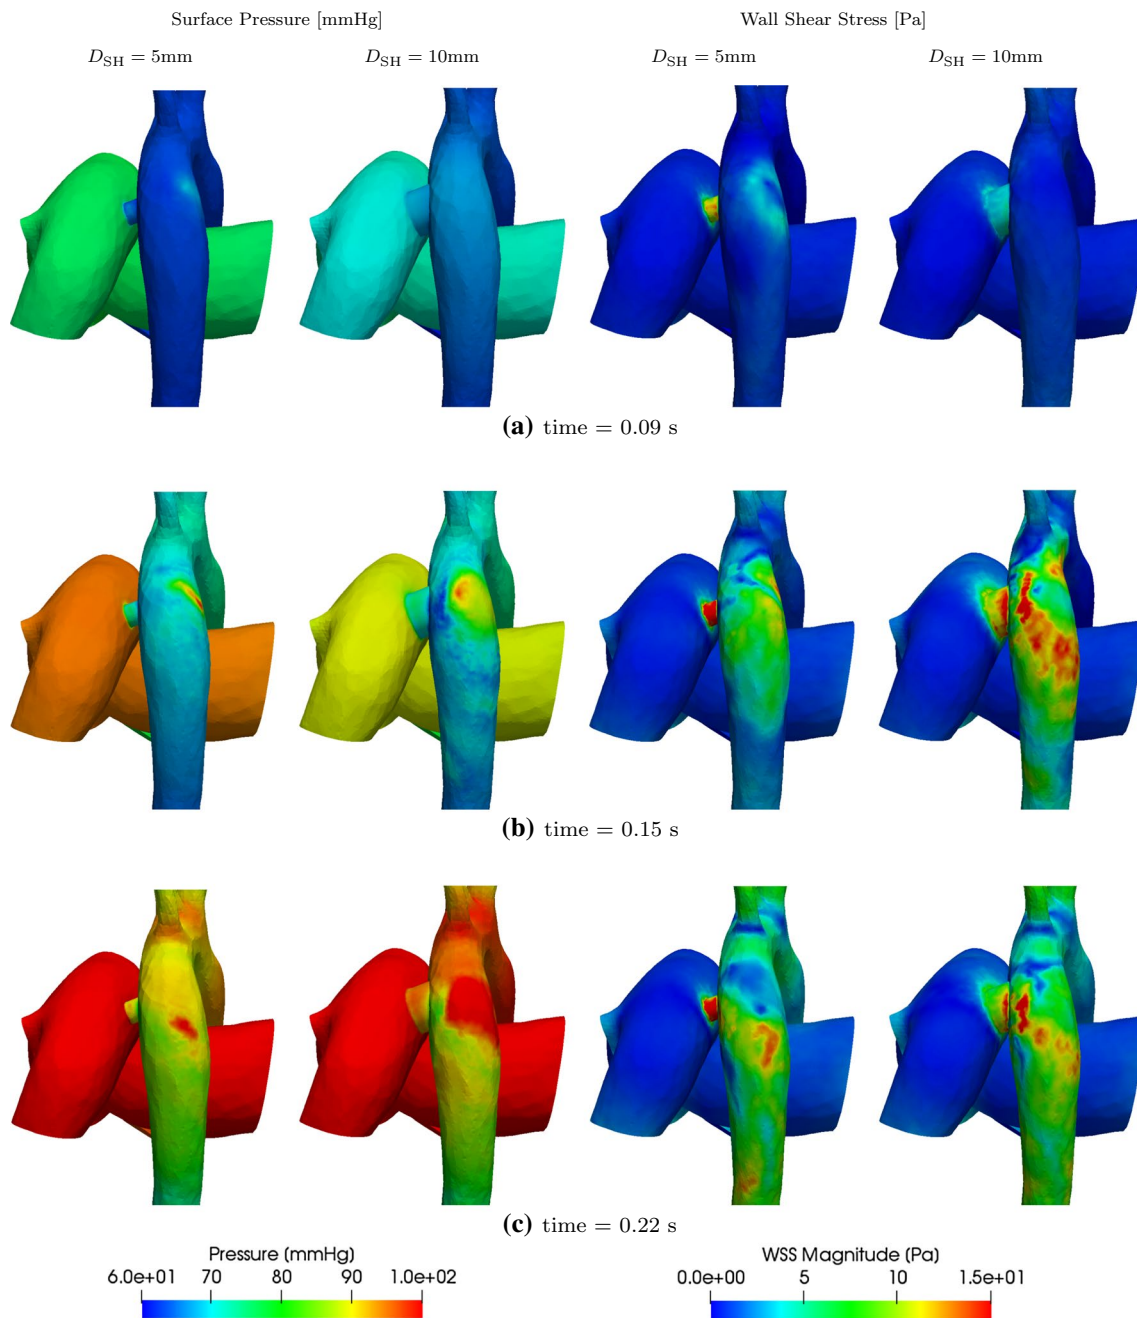 Surface Pressure [mmHg] Wall Shear Stress [Pa]
D_SH = 5mm D_SH = 10mm D_SH = 5mm D_SH = 10mm
(a) time = 0.09 s
(b) time = 0.15 s
(c) time = 0.22 s
Pressure (mmHg) WSS Magnitude (Pa)
6.0e+01 70 80 90 1.0e+02 0.0e+00 5 10 1.5e+01